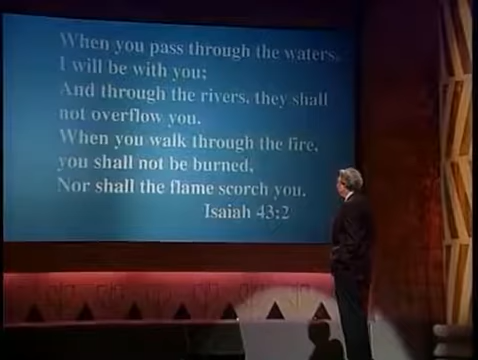 When you pass through the waters,
I will be with you;
And through the rivers, they shall
not overflow you.
When you walk through the fire,
you shall not be burned,
Nor shall the flame scorch you.
Isaiah 43:2